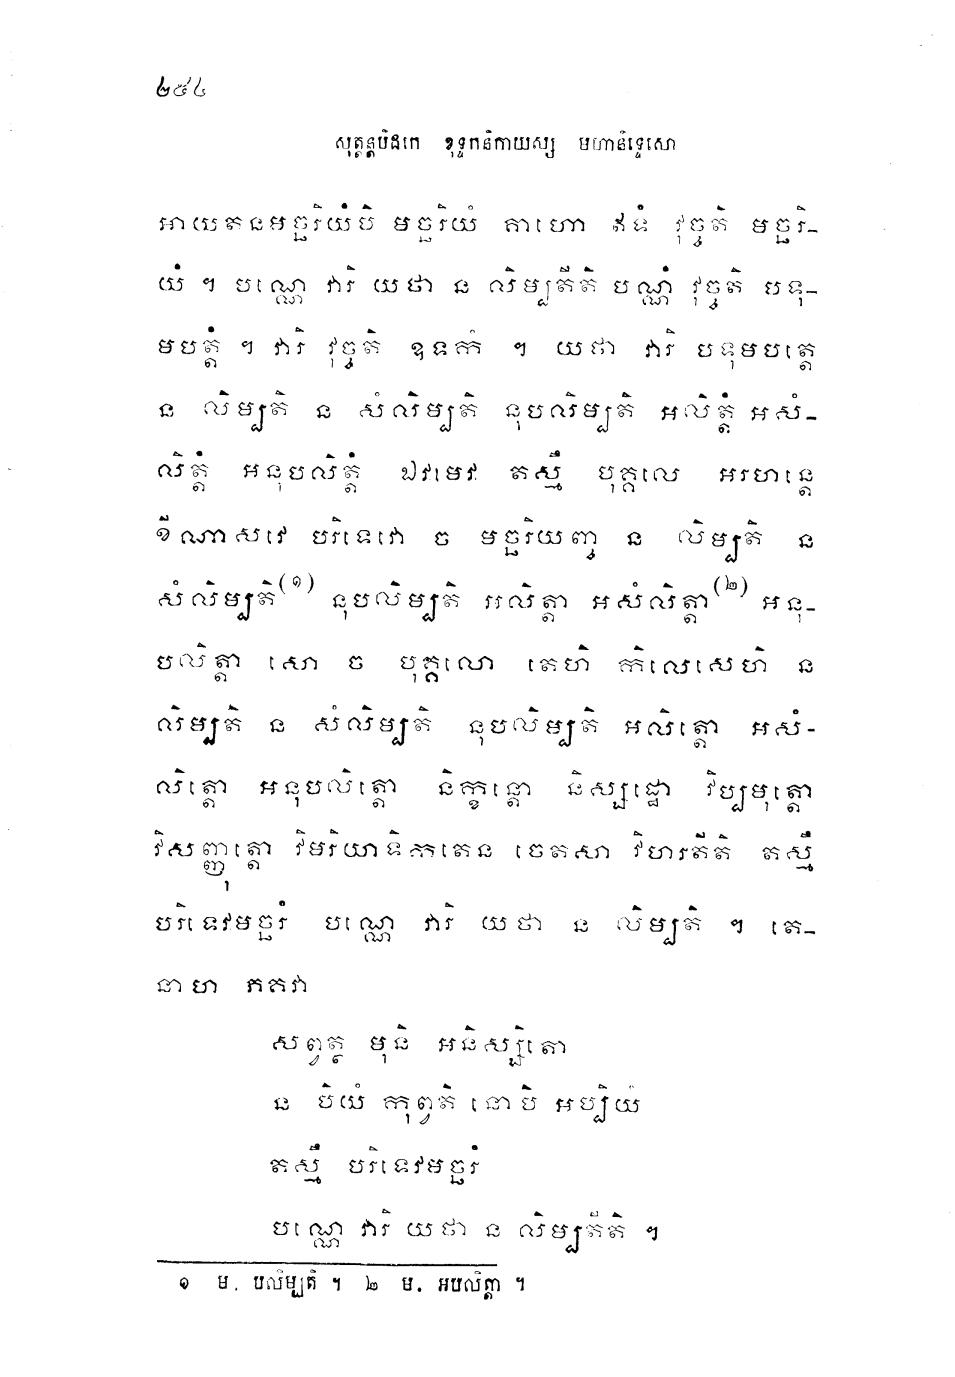 ២៥៤
សុត្តន្តបិដកេ ខុទ្ទកនិកាយស្ស មហានិទ្ទេសោ
អាយតនមច្ឆរិយំបិ មច្ឆរិយំ គាហោ ឥទំ វុច្ចតិ មច្ឆរិ-
យំ ។ បណ្ណេ វារិ យថា ន លិម្បតីតិ បណ្ណំ វុច្ចតិ បទុ-
មបត្តំ ។ វារិ វុច្ចតិ ឧទកំ ។ យថា វារិ បទុមបត្តេ
ន លិម្បតិ ន សំលិម្បតិ នុបលិម្បតិ អលិត្តំ អសំ-
លិត្តំ អនុបលិត្តំ ឯវមេវ តស្មឹ បុគ្គលេ អរហន្តេ
ខីណាសវេ បរិទេវោ ច មច្ឆរិយញ្ច ន លិម្បតិ ន
សំលិម្បតិ(១) នុបលិម្បតិ អលិត្តា អសំលិត្តា(២) អនុ-
បលិត្តា សោ ច បុគ្គលោ តេហិ កិលេសេហិ ន
លិម្បតិ ន សំលិម្បតិ នុបលិម្បតិ អលិត្តោ អសំ-
លិត្តោ អនុបលិត្តោ និក្ខន្តោ និស្សដ្ឋោ វិប្បមុត្តោ
វិសញ្ញុត្តោ វិមរិយាទិកតេន ចេតសា វិហរតីតិ តស្មឹ
បរិទេវមច្ឆរំ បណ្ណេ វារិ យថា ន លិម្បតិ ។ តេ-
នាហ ភគវា
សព្វត្ថ មុនិ អនិស្សិតោ
ន បិយំ កុព្វតិ នោបិ អប្បិយំ
តស្មឹ បរិទេវមច្ឆរំ
បណ្ណេ វារិ យថា ន លិម្បតីតិ ។
១ ម. បលិម្បតិ ។ ២ ម. អបលិត្តា ។